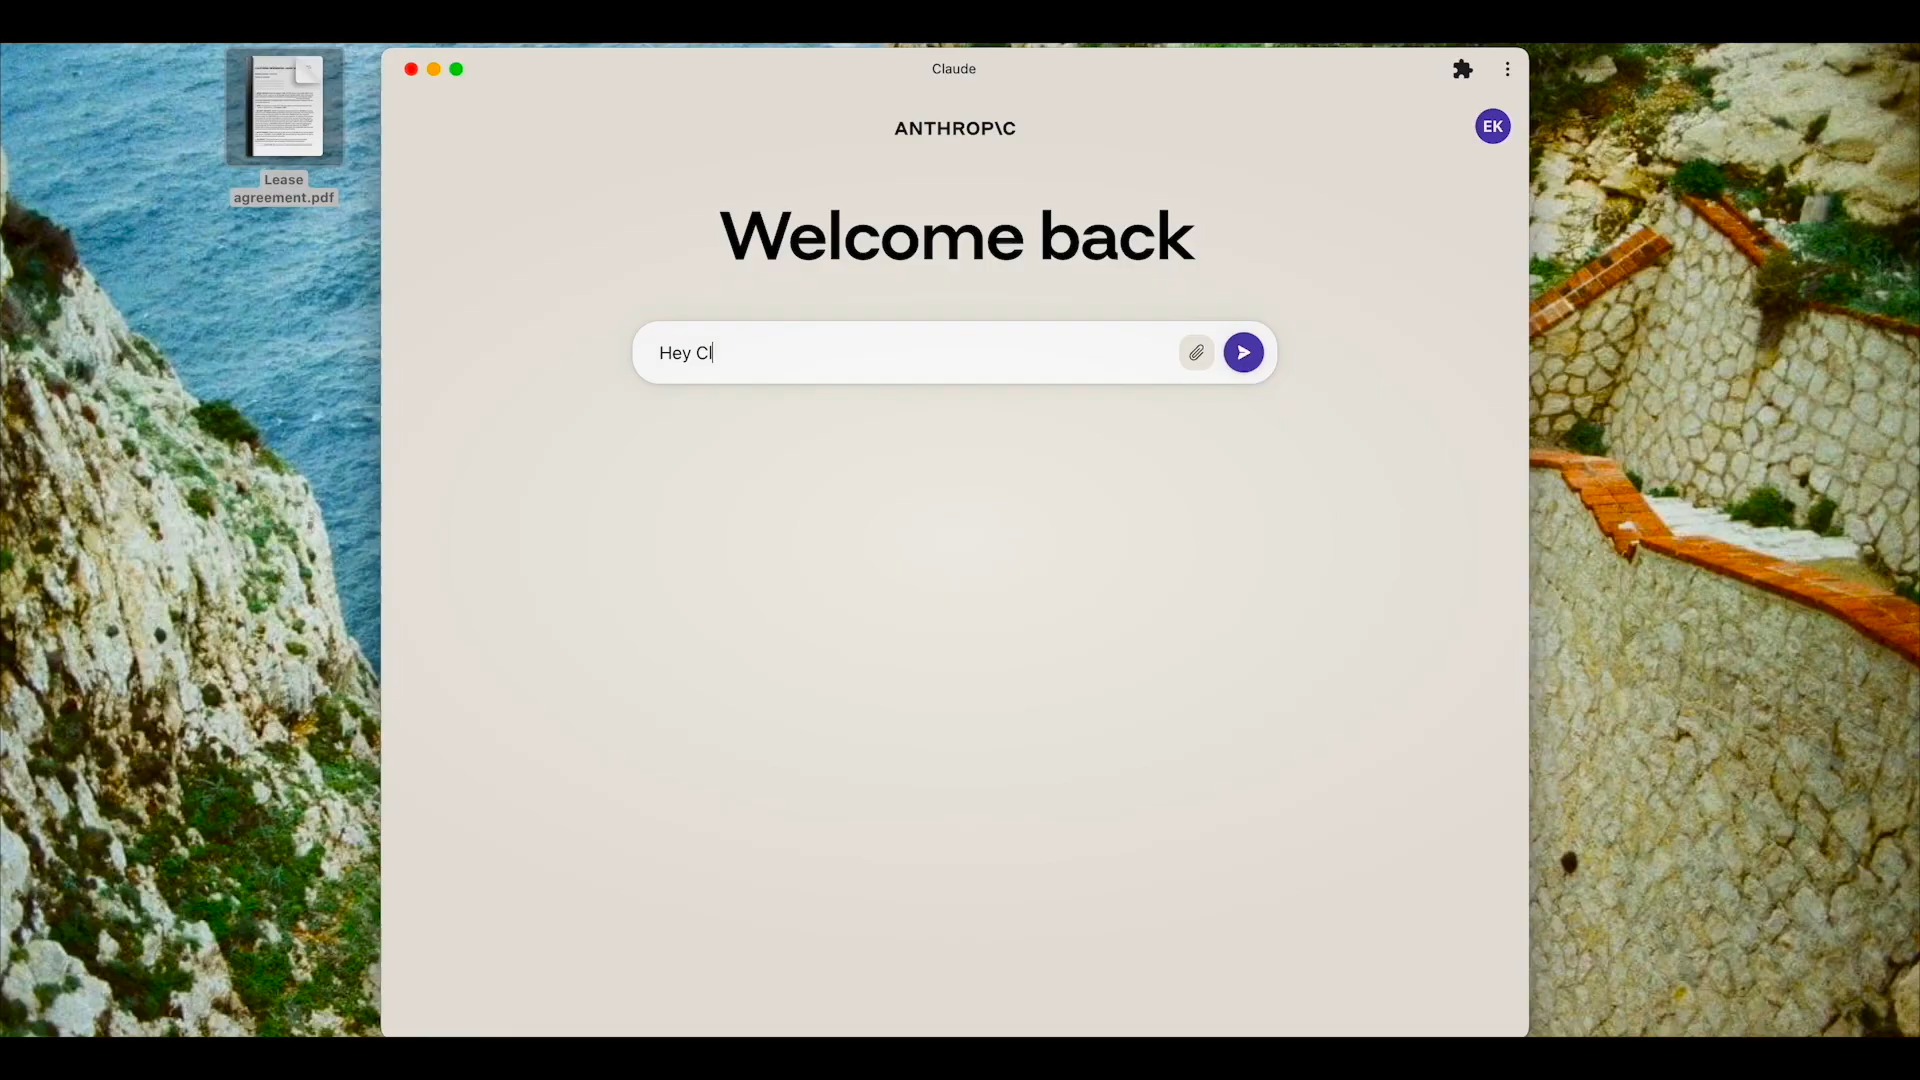 Claude
ANTHROP\C
EK
Lease
agreement.pdf
Welcome back
Hey Cl